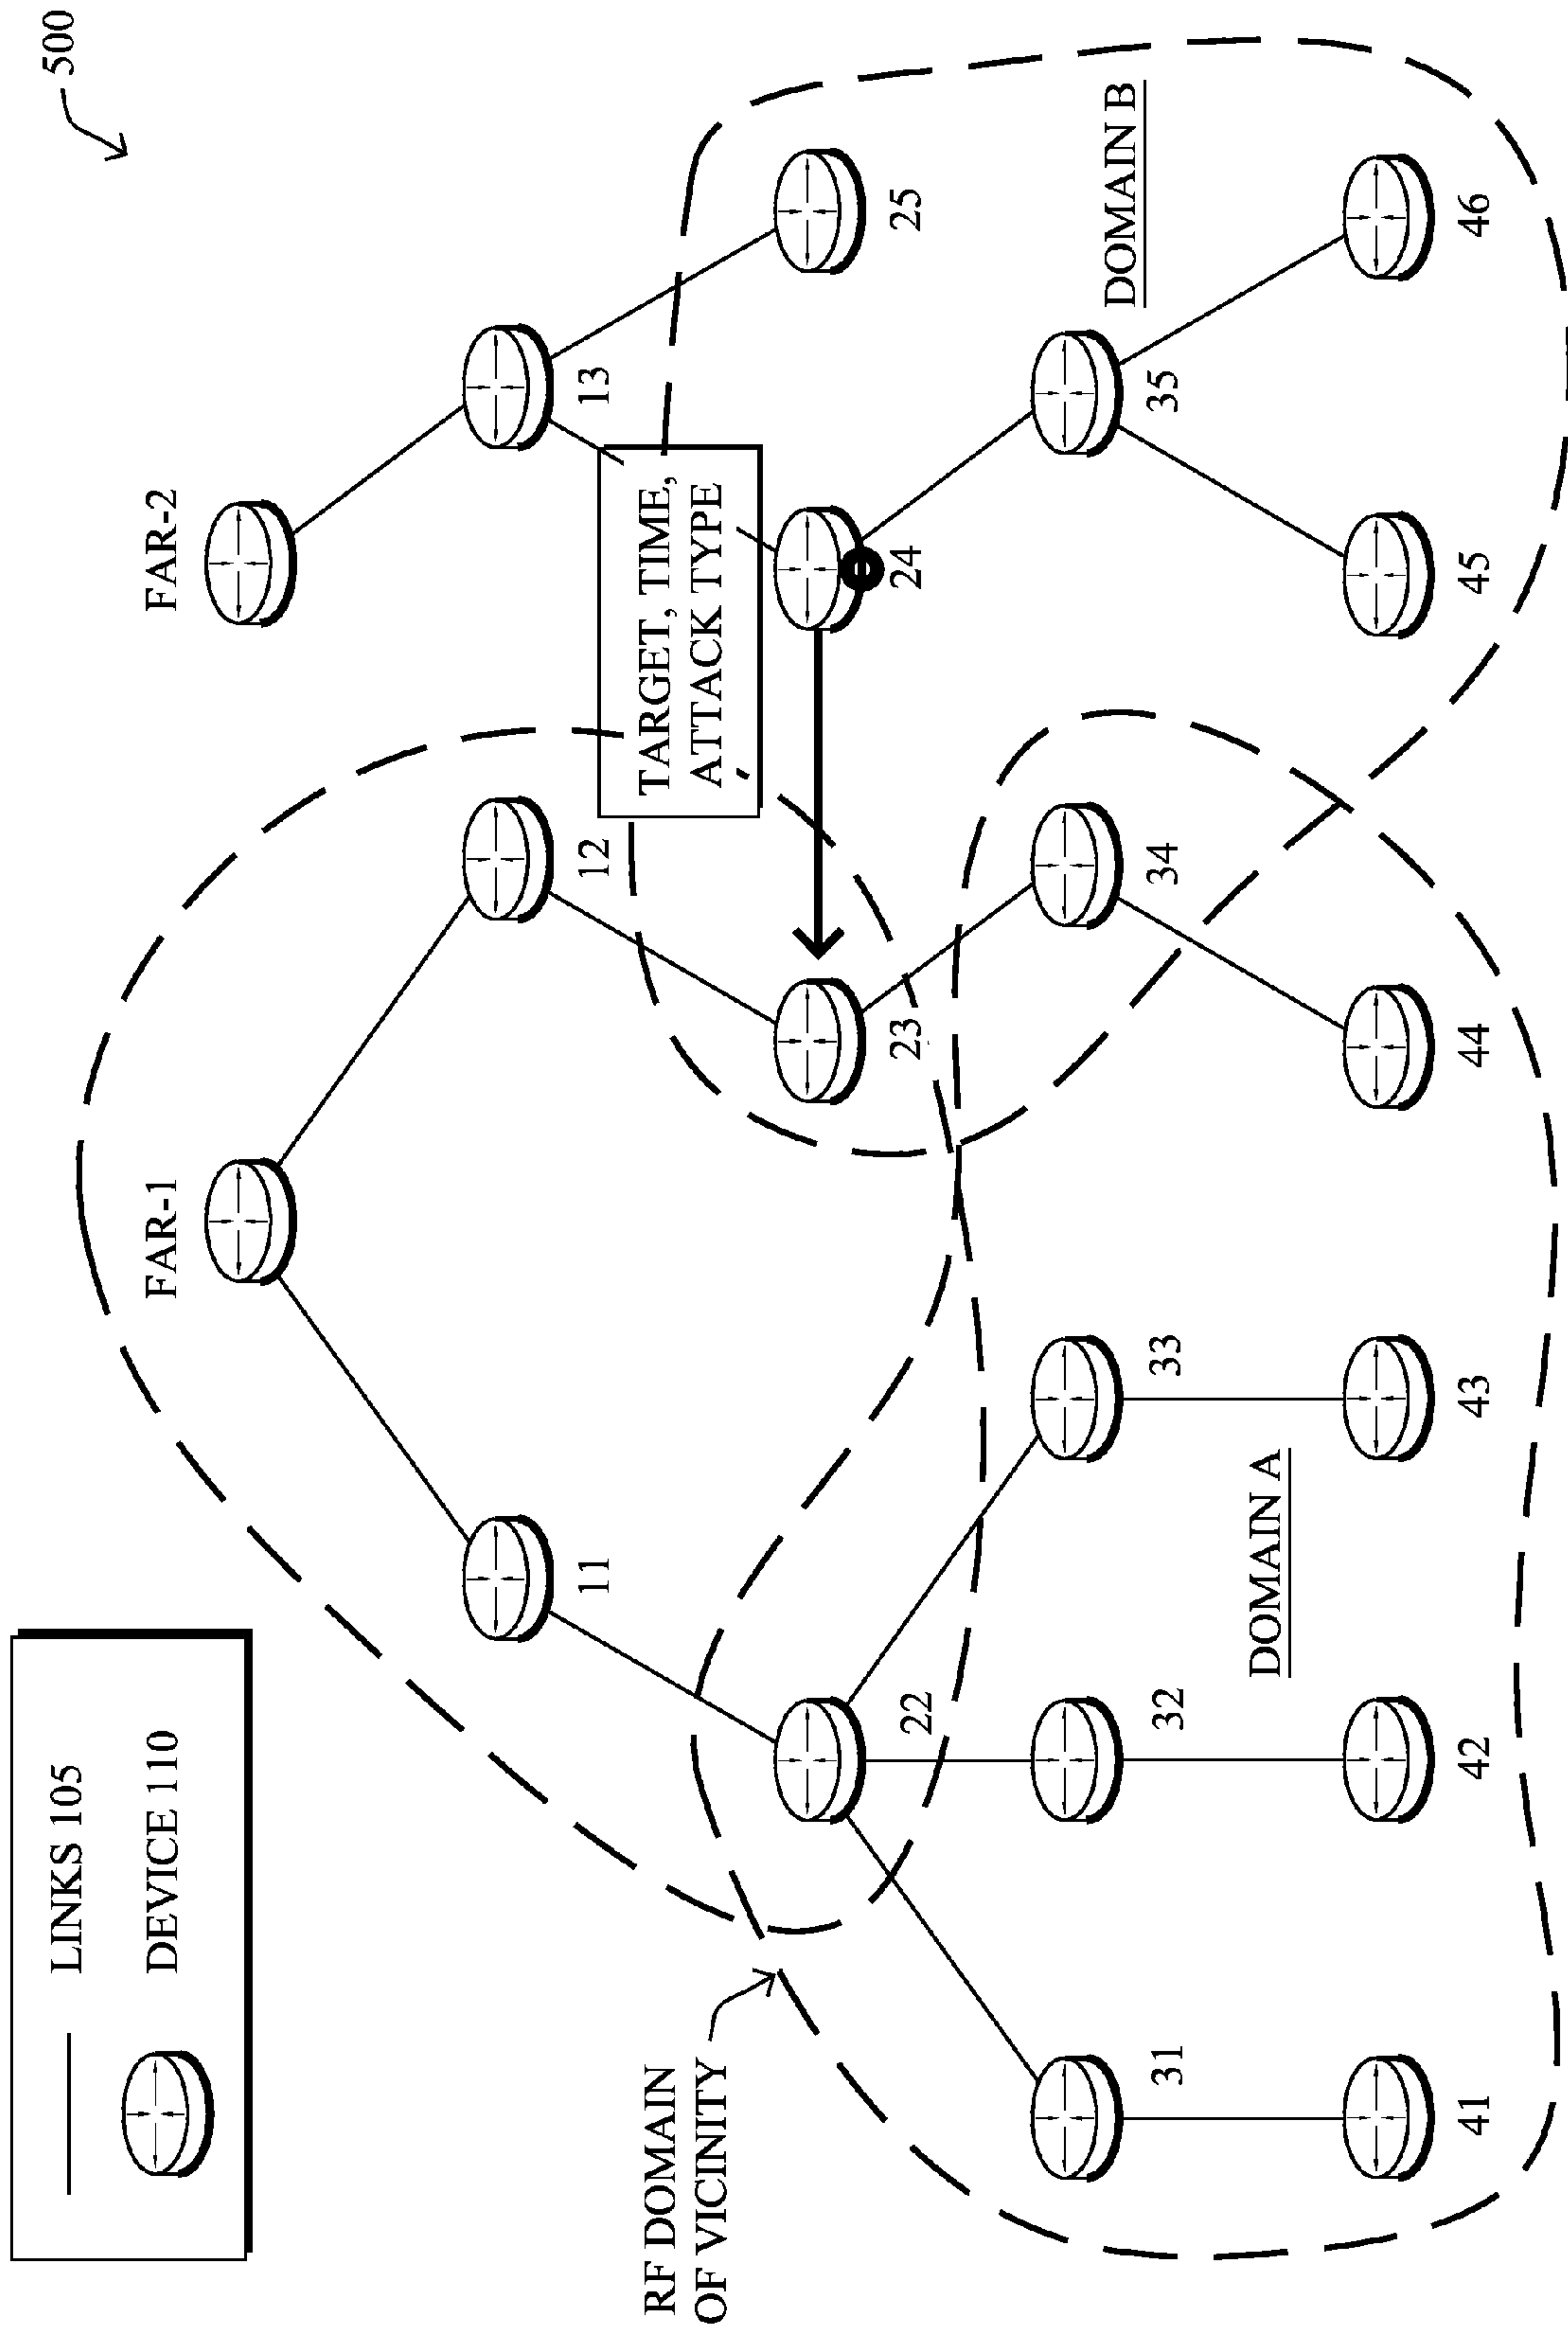 500
LINKS 105
DEVICE 110
FAR-1
FAR-2
11
12
13
TARGET, TIME,
ATTACK TYPE
RF DOMAIN
OF VICINITY
22
23
24
25
31
32
33
34
35
DOMAIN A
DOMAIN B
41
42
43
44
45
46